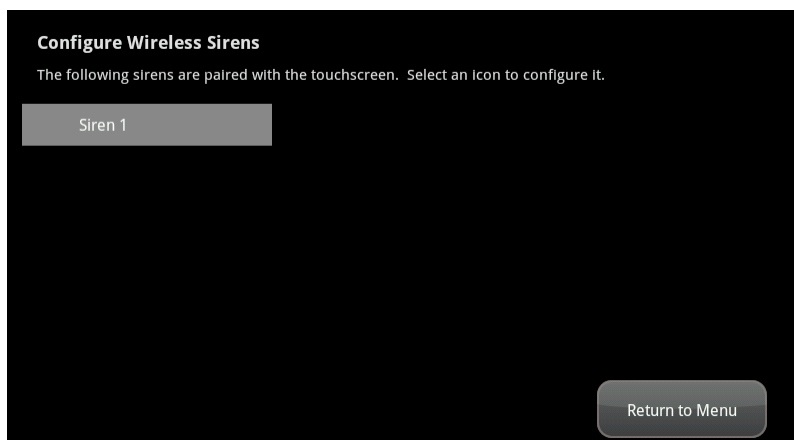 Configure Wireless Sirens
The following sirens are paired with the touchscreen.  Select an icon to configure it.
Siren 1
Return to Menu